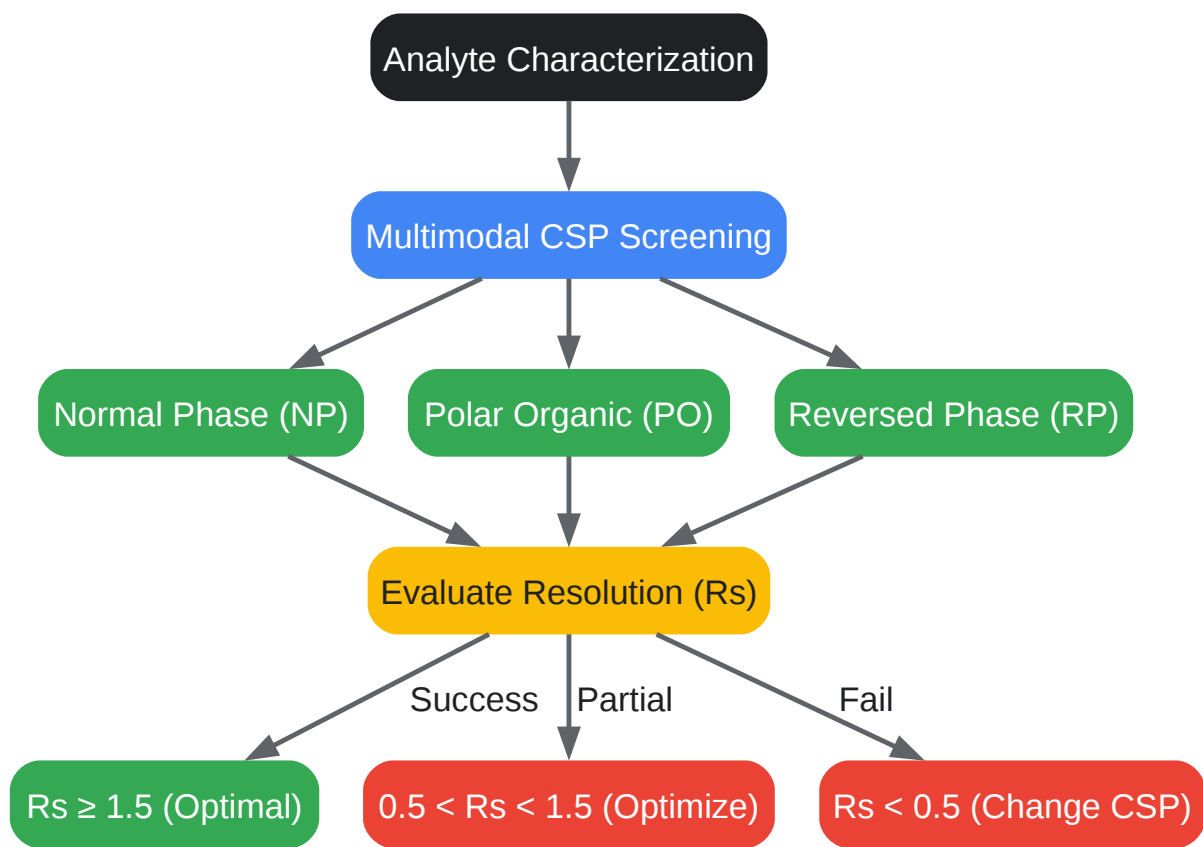 Analyte Characterization
Multimodal CSP Screening
Normal Phase (NP)
Polar Organic (PO)
Reversed Phase (RP)
Evaluate Resolution (Rs)
Success
Partial
Fail
Rs ≥ 1.5 (Optimal)
0.5 < Rs < 1.5 (Optimize)
Rs < 0.5 (Change CSP)